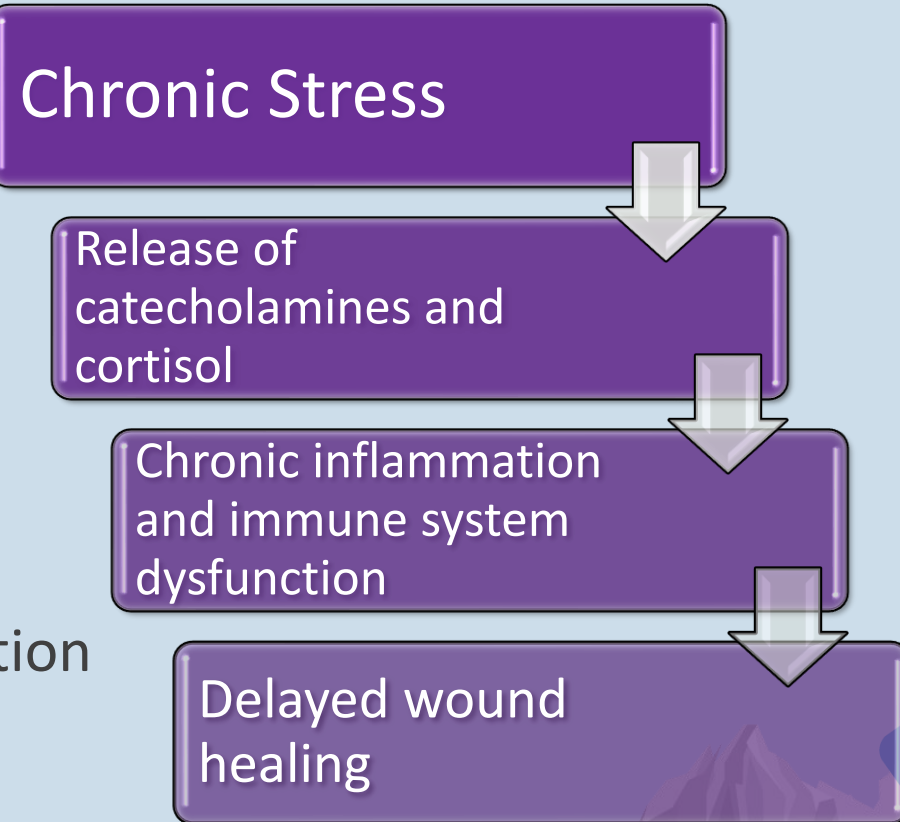 Chronic Stress
Release of
catecholamines and
cortisol
Chronic inflammation
and immune system
dysfunction
tion
Delayed wound
healing